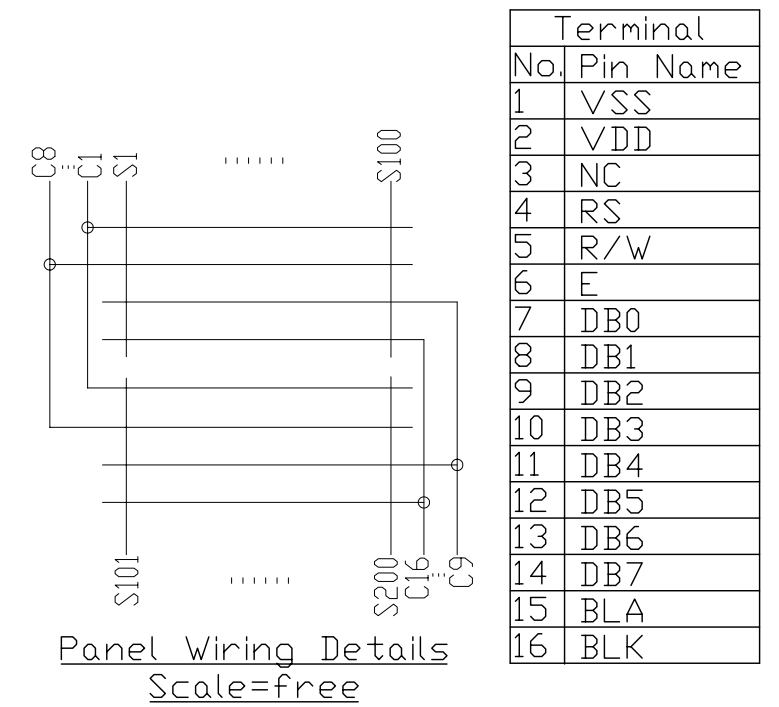 C8 ... C1 S1 ...... S100
S101 ...... S200 C16 ... C9
Panel Wiring Details
Scale=free
Terminal
No. Pin Name
1 VSS
2 VDD
3 NC
4 RS
5 R/W
6 E
7 DB0
8 DB1
9 DB2
10 DB3
11 DB4
12 DB5
13 DB6
14 DB7
15 BLA
16 BLK